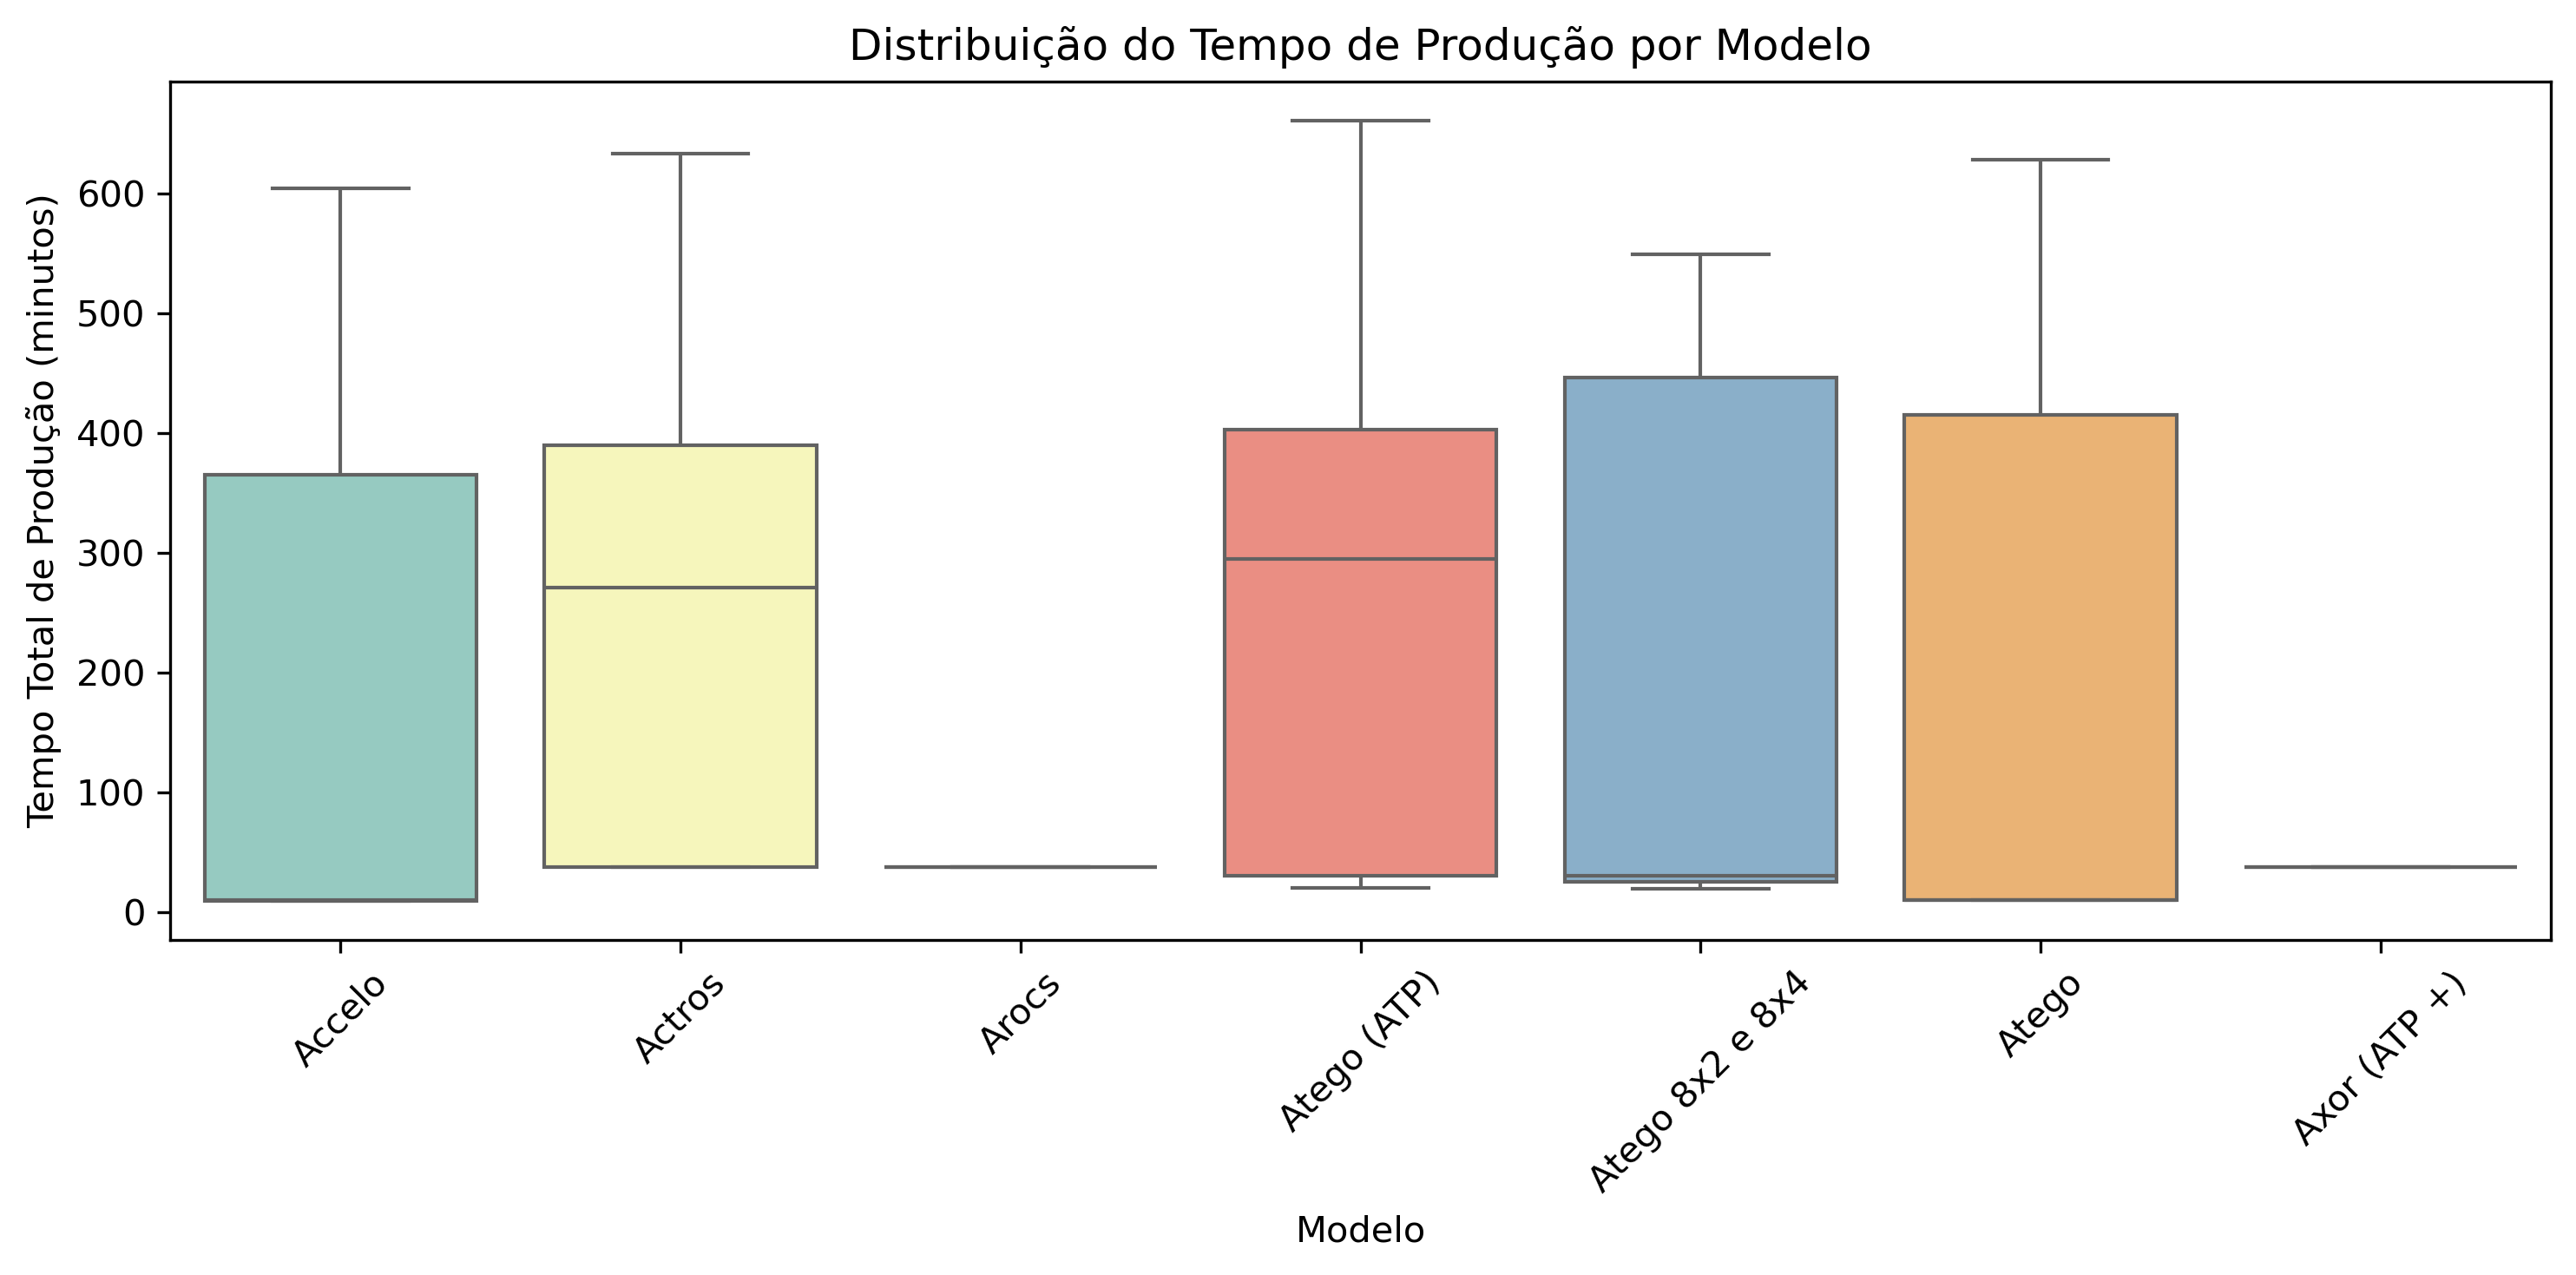 Distribuição do Tempo de Produção por Modelo
Tempo Total de Produção (minutos)
600
500
400
300
200
100
0
Accelo
Actros
Arocs
Atego (ATP)
Atego 8x2 e 8x4
Atego
Axor (ATP +)
Modelo